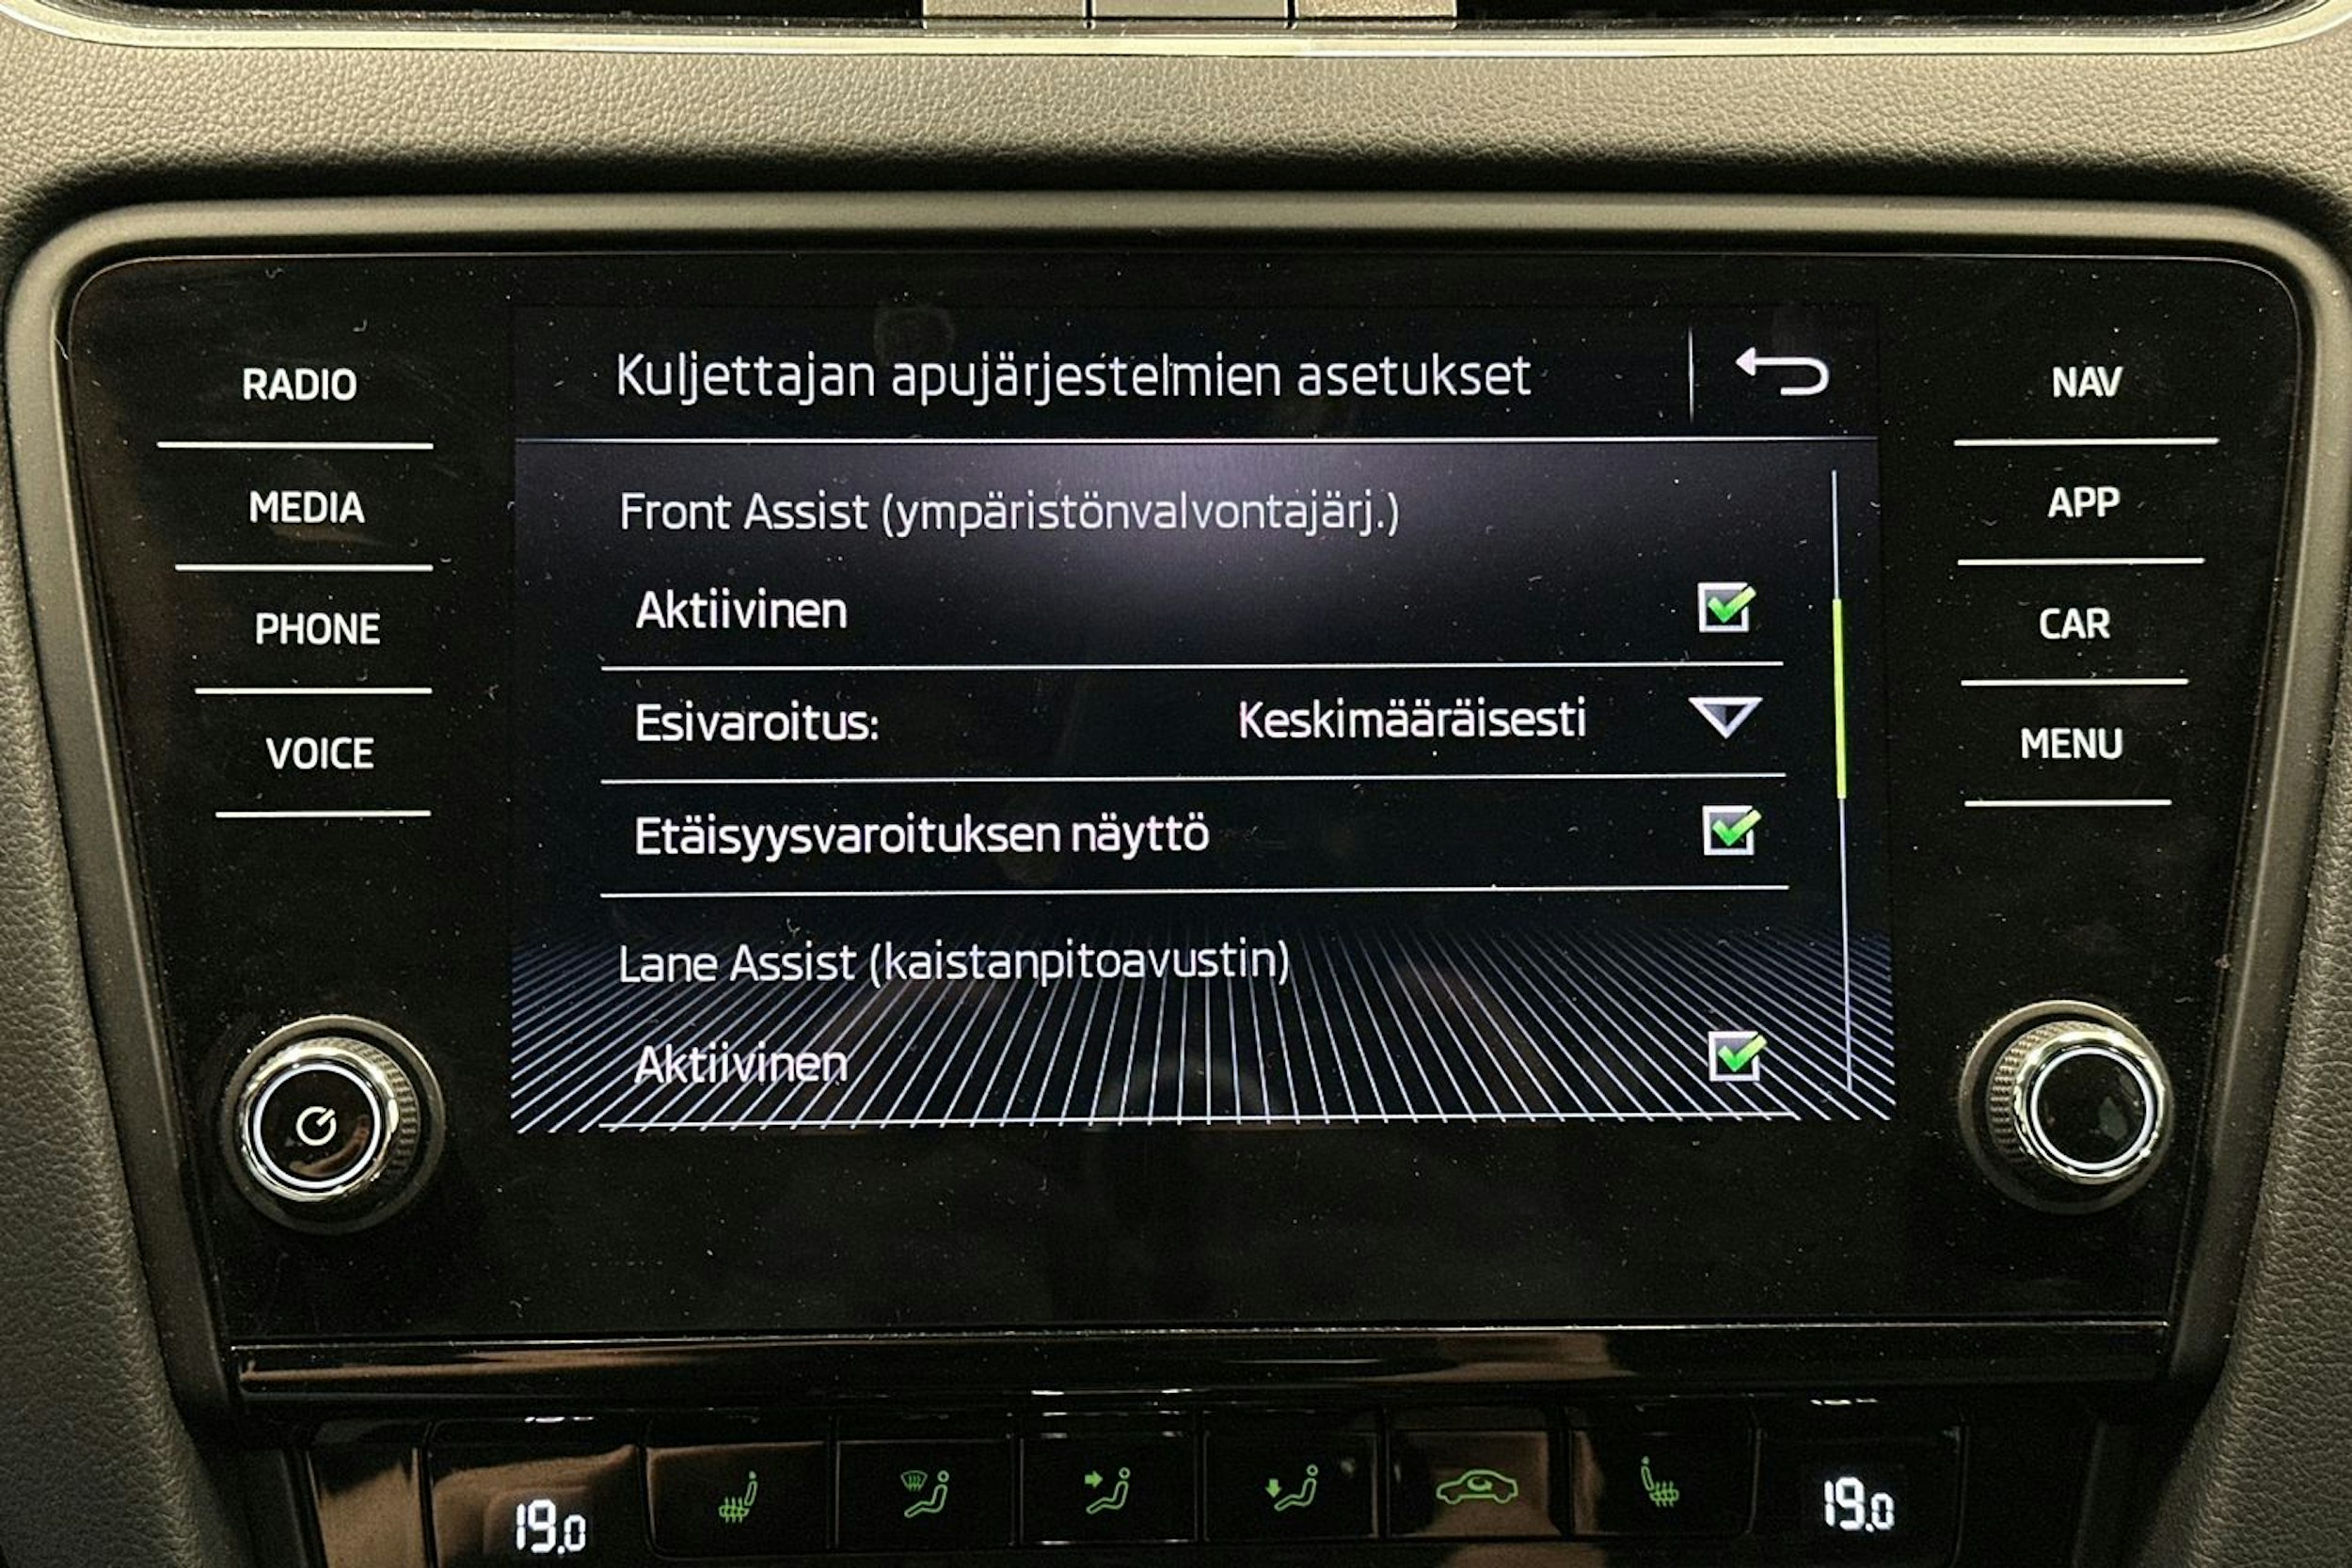 Kuljettajan apujärjestelmien asetukset
RADIO
MEDIA
PHONE
VOICE
Front Assist (ympäristönvalvontajärj.)
Aktiivinen
Esivaroitus: Keskimääräisesti
Etäisyysvaroituksen näyttö
Lane Assist (kaistanpitoavustin)
Aktiivinen
NAV
APP
CAR
MENU
19.0
19.0